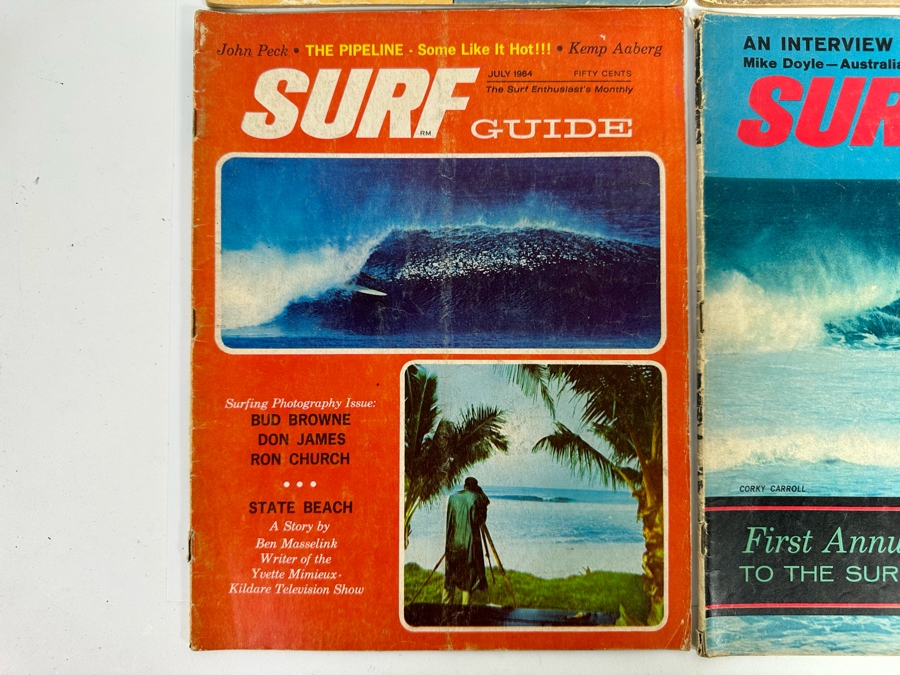 John Peck • THE PIPELINE - Some Like It Hot!!! • Kemp Aaberg
JULY 1964 FIFTY CENTS
The Surf Enthusiast's Monthly
SURF
RM
GUIDE
Surfing Photography Issue:
BUD BROWNE
DON JAMES
RON CHURCH
• • •
STATE BEACH
A Story by
Ben Masselink
Writer of the
Yvette Mimieux-
Kildare Television Show
AN INTERVIEW
Mike Doyle—Australia
SUR
CORKY CARROLL
First Annu
TO THE SUR